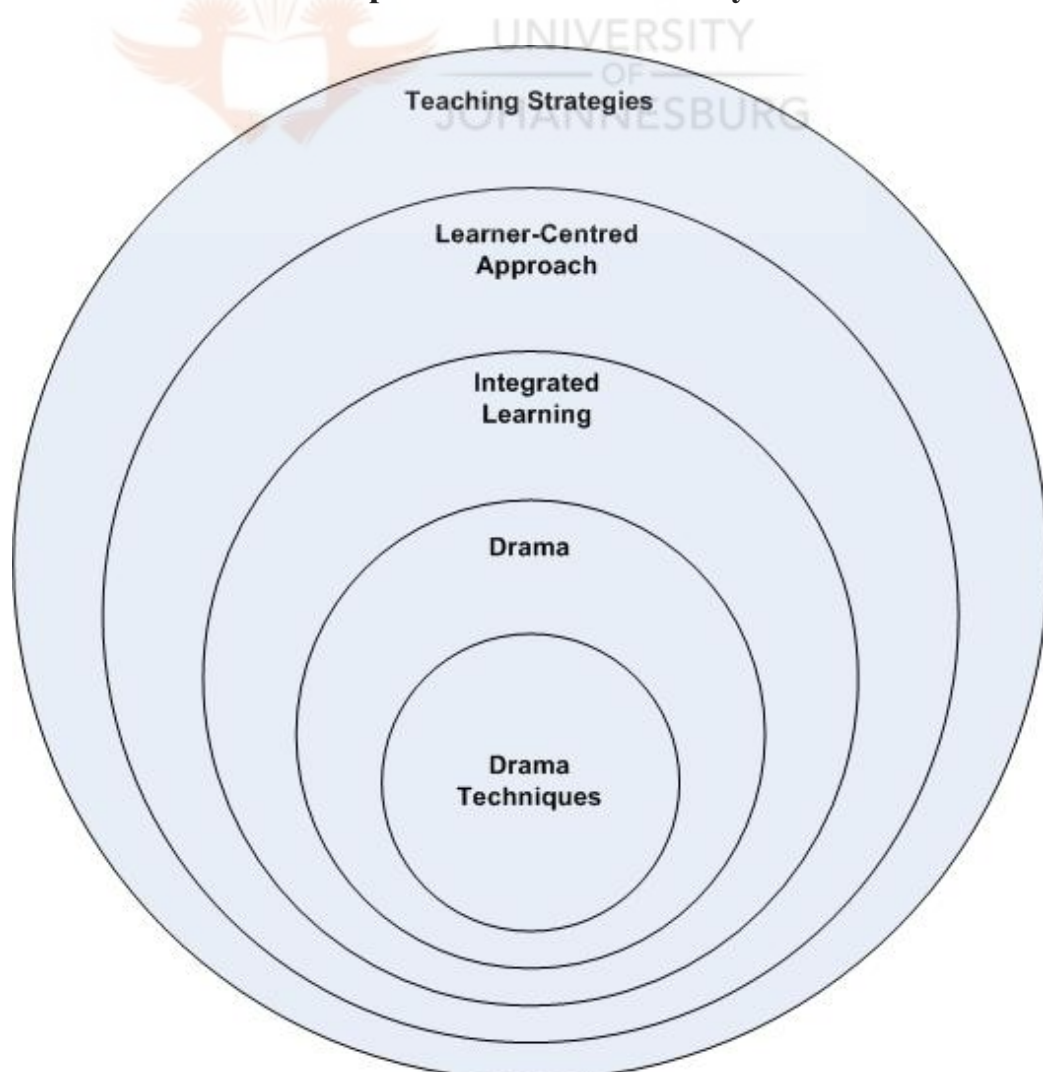 UNIVERSITY
OF
JOHANNESBURG
Teaching Strategies
Learner-Centred
Approach
Integrated
Learning
Drama
Drama
Techniques